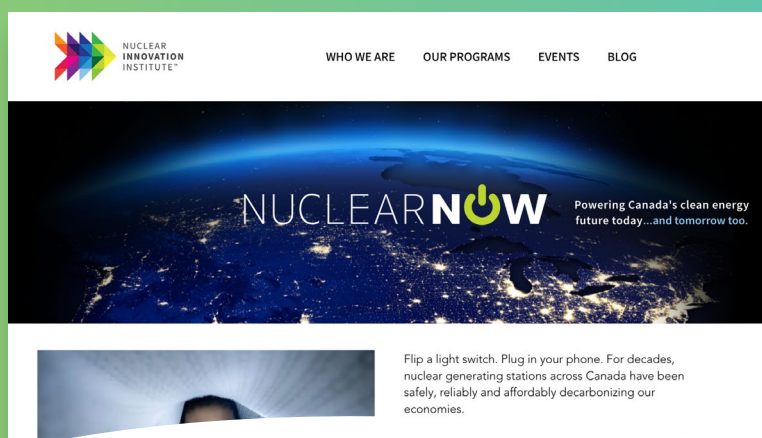 NUCLEAR
INNOVATION
INSTITUTE™
WHO WE ARE OUR PROGRAMS EVENTS BLOG
NUCLEARNOW
Powering Canada's clean energy
future today...and tomorrow too.
Flip a light switch. Plug in your phone. For decades,
nuclear generating stations across Canada have been
safely, reliably and affordably decarbonizing our
economies.